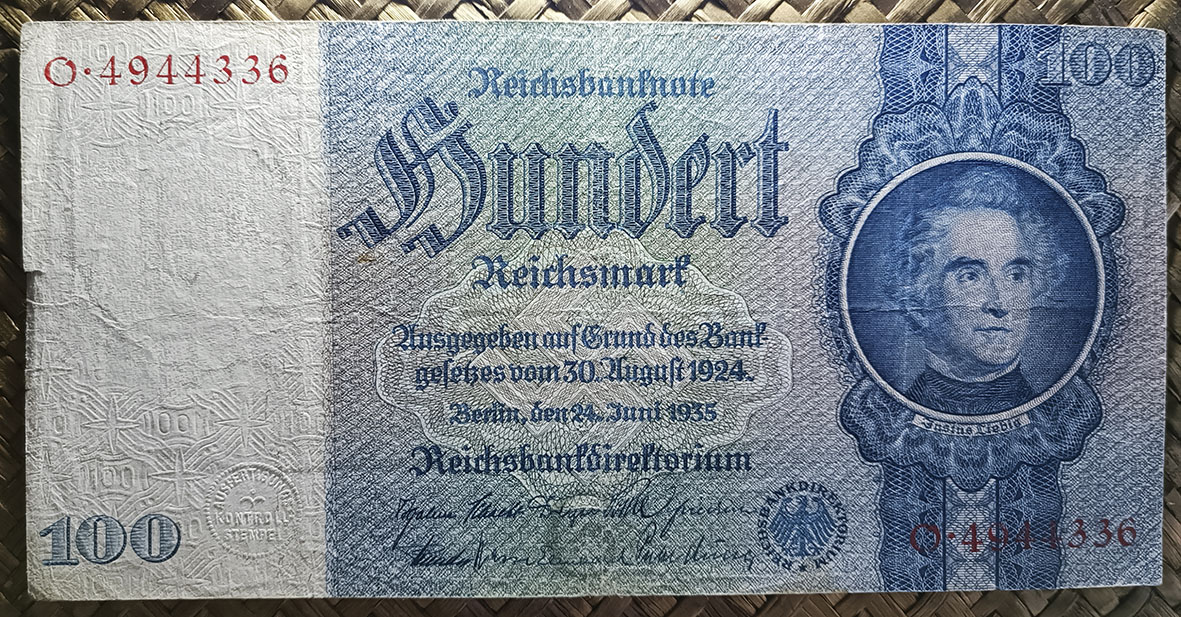 O·4944336
100
Reichsbanknote
Hundert
Reichsmark
Ausgegeben auf Grund des Bank-
gesetzes vom 30. August 1924.
Berlin, den 24. Juni 1935
Reichsbankdirektorium
Justus Liebig
REICHSBANKDIREKTORIUM
O·4944336
100
KONTROLL
STEMPEL